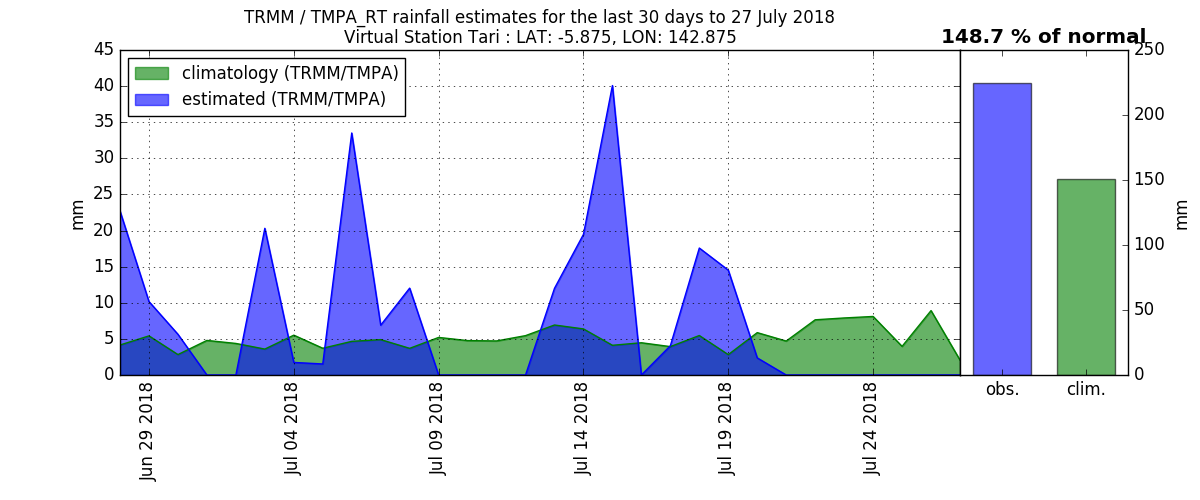 TRMM / TMPA_RT rainfall estimates for the last 30 days to 27 July 2018
Virtual Station Tari : LAT: -5.875, LON: 142.875
148.7 % of normal
climatology (TRMM/TMPA)
estimated (TRMM/TMPA)
45
40
35
30
25
20
15
10
5
0
mm
Jun 29 2018
Jul 04 2018
Jul 09 2018
Jul 14 2018
Jul 19 2018
Jul 24 2018
obs.
clim.
250
200
150
100
50
0
mm